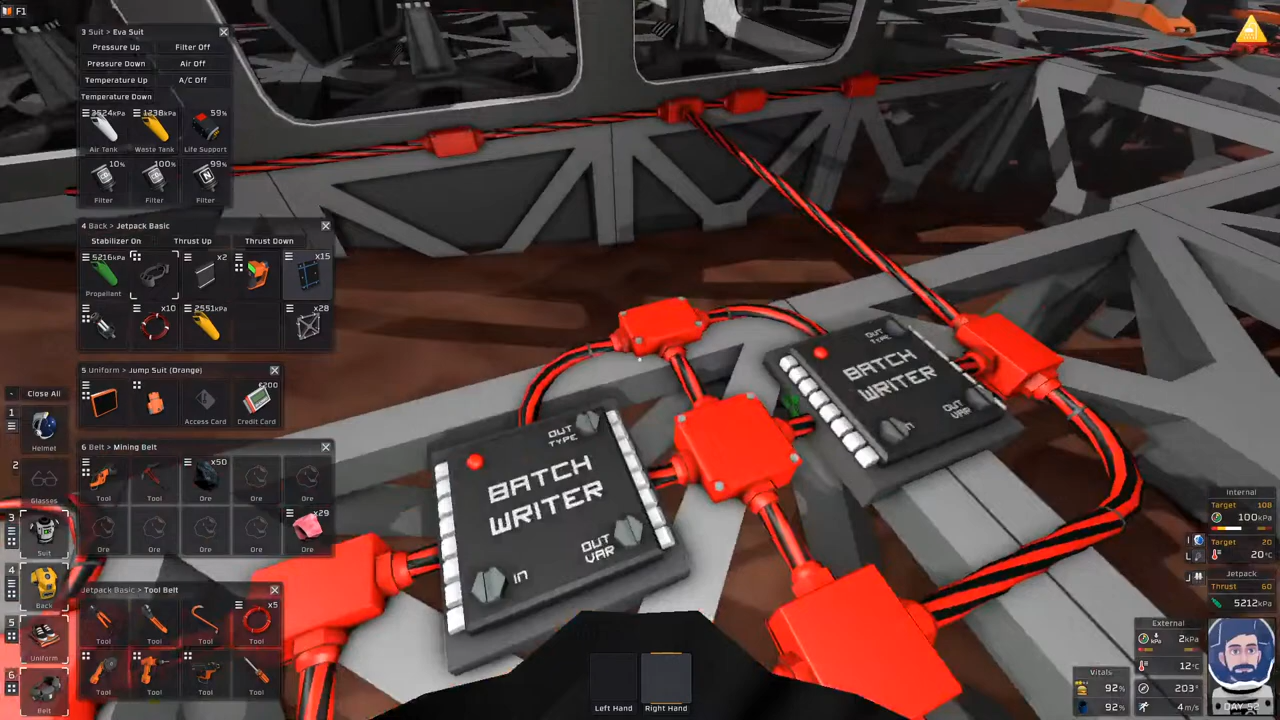 F1
3 Suit > Eva Suit
Pressure Up
Filter Off
Pressure Down
Air Off
Temperature Up
A/C Off
Temperature Down
3524kPa
1238kPa
59%
Air Tank
Waste Tank
Life Support
10%
100%
99%
Filter
Filter
Filter
4 Back > Jetpack Basic
Stabilizer On
Thrust Up
Thrust Down
5216kPa
x2
x15
Propellant
x10
2551kPa
x28
5 Uniform > Jump Suit (Orange)
£200
Access Card
Credit Card
Close All
1
Helmet
2
Glasses
3
Suit
4
Back
5
Uniform
6
Belt
6 Belt > Mining Belt
x50
Tool
Tool
Ore
Ore
Ore
x29
Ore
Ore
Ore
Ore
Ore
Jetpack Basic > Tool Belt
x5
Tool
Tool
Tool
Tool
Tool
Tool
Tool
Tool
OUT
TYPE
BATCH
WRITER
OUT
VAR
IN
OUT
TYPE
BATCH
WRITER
OUT
VAR
Left Hand
Right Hand
Internal
Target 108
100kPa
Target 20
20°C
Jetpack
Thrust 60
5212kPa
External
2kPa
12°C
203°
4 m/s
Vitals
92%
92%
DAY 52